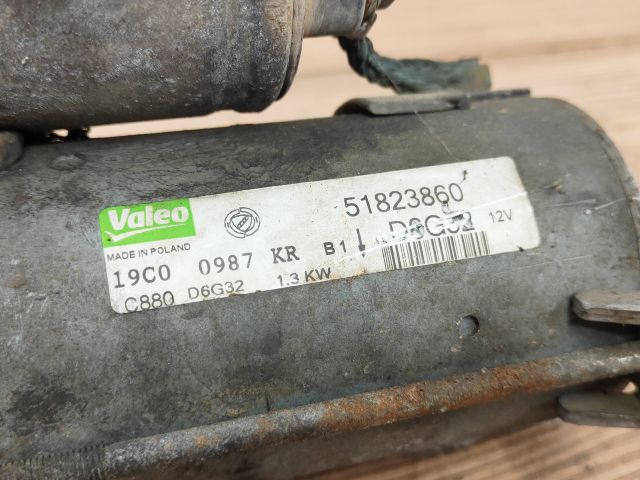 Valeo
51823860
MADE IN POLAND
D6G32 12V
19C0 0987 KR B1
C880 D6G32 1.3 KW